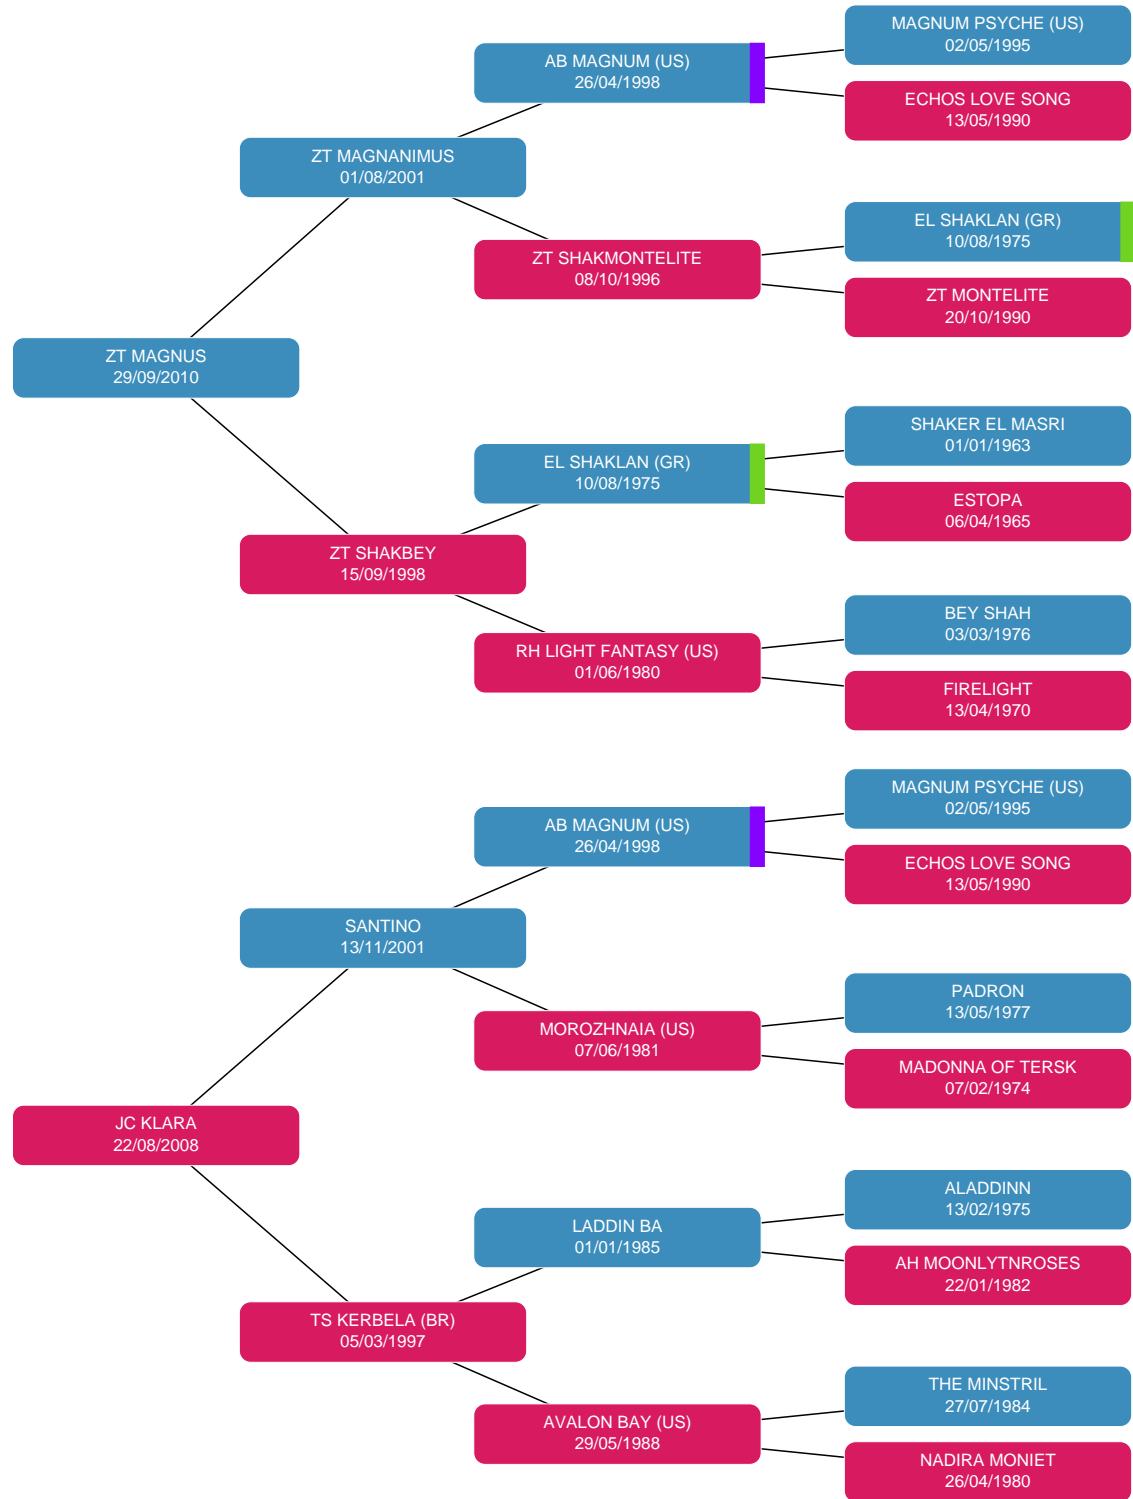 MAGNUM PSYCHE (US)
02/05/1995
AB MAGNUM (US)
26/04/1998
ECHOS LOVE SONG
13/05/1990
ZT MAGNANIMUS
01/08/2001
EL SHAKLAN (GR)
10/08/1975
ZT SHAKMONTELITE
08/10/1996
ZT MONTELITE
20/10/1990
ZT MAGNUS
29/09/2010
SHAKER EL MASRI
01/01/1963
EL SHAKLAN (GR)
10/08/1975
ESTOPA
06/04/1965
ZT SHAKBEY
15/09/1998
BEY SHAH
03/03/1976
RH LIGHT FANTASY (US)
01/06/1980
FIRELIGHT
13/04/1970
MAGNUM PSYCHE (US)
02/05/1995
AB MAGNUM (US)
26/04/1998
ECHOS LOVE SONG
13/05/1990
SANTINO
13/11/2001
PADRON
13/05/1977
MOROZHNAIA (US)
07/06/1981
MADONNA OF TERSK
07/02/1974
JC KLARA
22/08/2008
ALADDINN
13/02/1975
LADDIN BA
01/01/1985
AH MOONLYTNROSES
22/01/1982
TS KERBELA (BR)
05/03/1997
THE MINSTRIL
27/07/1984
AVALON BAY (US)
29/05/1988
NADIRA MONIET
26/04/1980